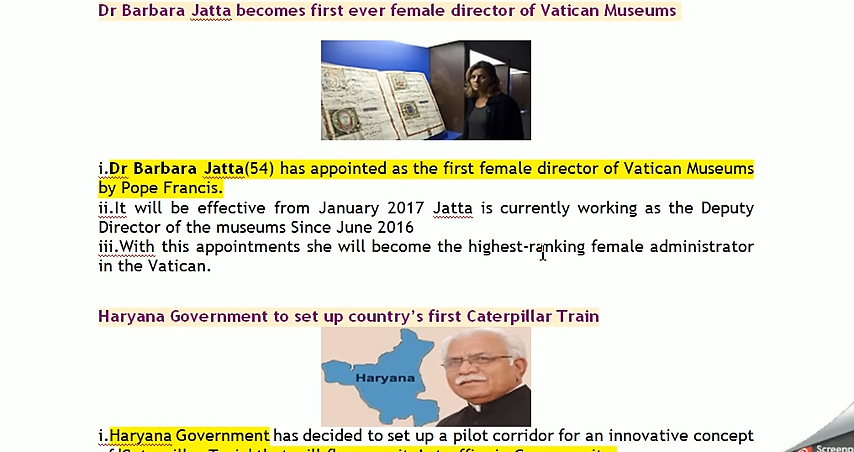 Dr Barbara Jatta becomes first ever female director of Vatican Museums
i.Dr Barbara Jatta(54) has appointed as the first female director of Vatican Museums
by Pope Francis.
ii.It will be effective from January 2017 Jatta is currently working as the Deputy
Director of the museums Since June 2016
iii.With this appointments she will become the highest-ranking female administrator
in the Vatican.
Haryana Government to set up country's first Caterpillar Train
Haryana
i.Haryana Government has decided to set up a pilot corridor for an innovative concept